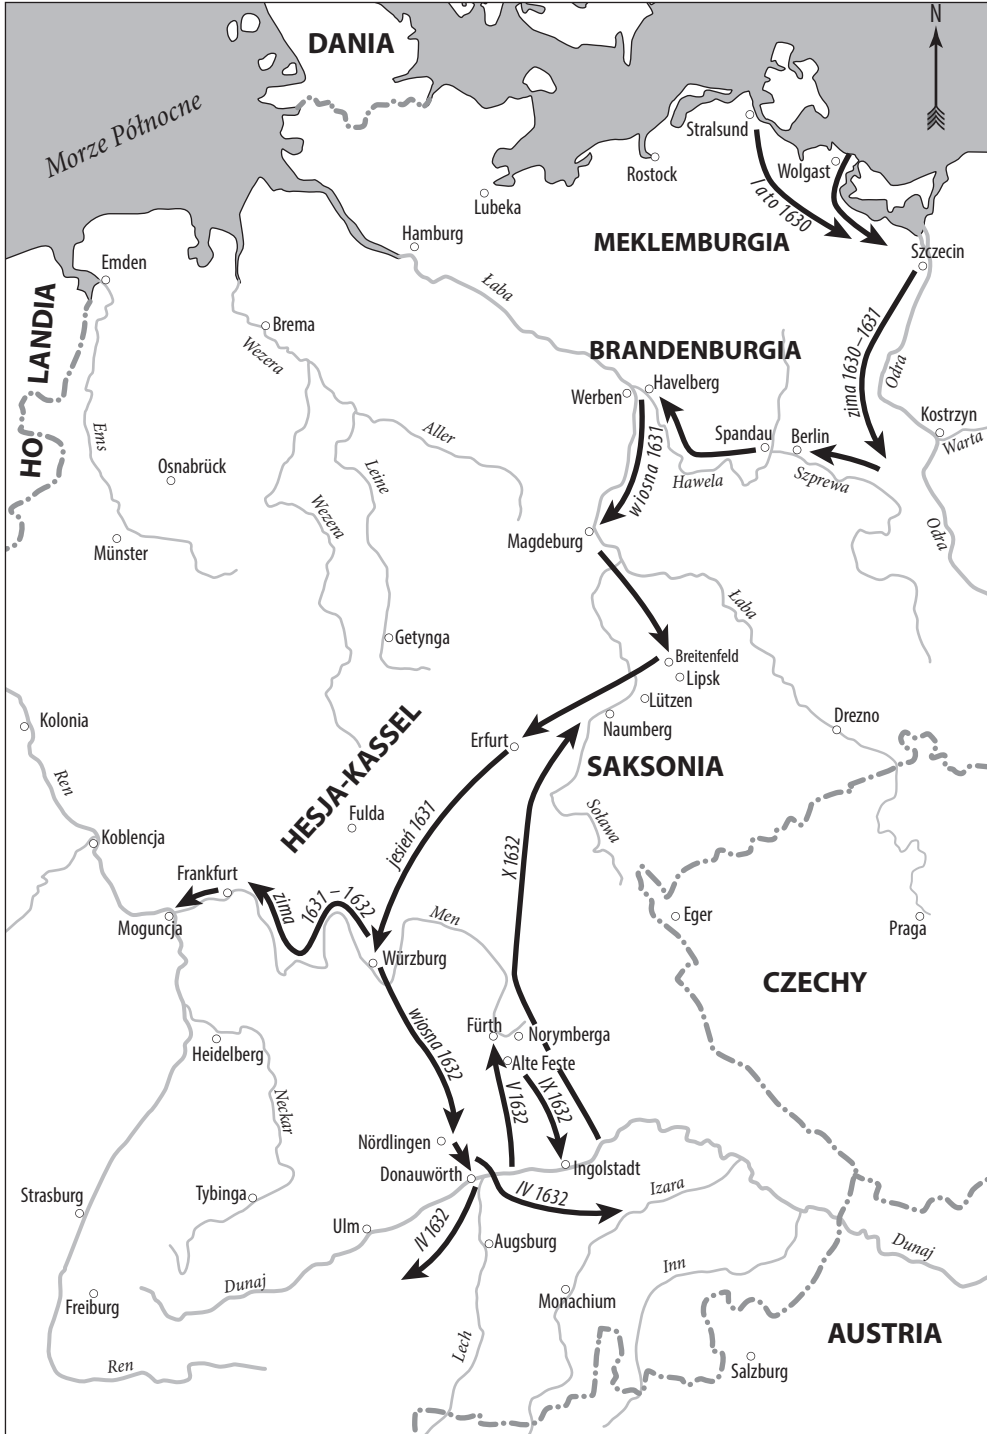 N
DANIA
Morze Północne
Stralsund
Rostock
Wolgast
Lubeka
lato 1630
Hamburg
MEKLEMBURGIA
Szczecin
Emden
Łaba
HO LANDIA
Brema
Wezera
BRANDENBURGIA
zima 1630–1631
Odra
Havelberg
Werben
Kostrzyn
Warta
Ems
Aller
Spandau
Berlin
wiosna 1631
Osnabrück
Leine
Hawela
Szprewa
Wezera
Odra
Magdeburg
Münster
Łaba
Getynga
Breitenfeld
Lipsk
Lützen
Kolonia
Naumberg
Drezno
Erfurt
HESJA-KASSEL
SAKSONIA
Ren
Fulda
Soława
Koblencja
jesień 1631
X 1632
Frankfurt
zima 1631 – 1632
Men
Moguncja
Eger
Praga
Würzburg
CZECHY
Fürth
Norymberga
Heidelberg
wiosna 1632
Alte Feste
Neckar
V 1632
IX 1632
Nördlingen
Ingolstadt
Donauwörth
Strasburg
Tybinga
IV 1632
Izara
Ulm
IV 1632
Augsburg
Dunaj
Dunaj
Inn
Freiburg
Monachium
AUSTRIA
Lech
Ren
Salzburg